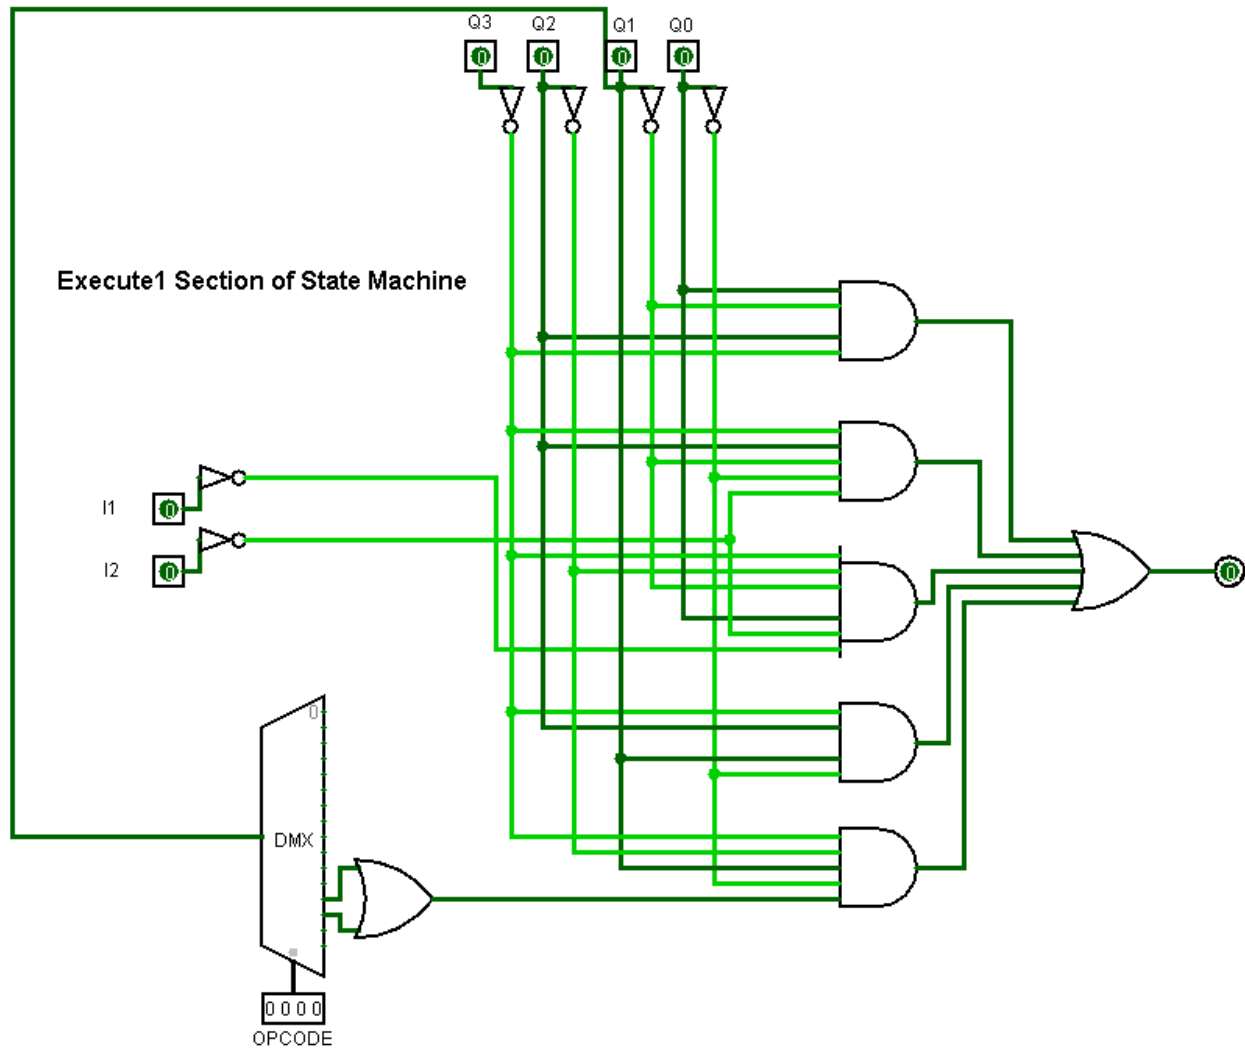 Q3 Q2 Q1 Q0
0 0 0 0
Execute1 Section of State Machine
I1 0
I2 0
0
0
DMX
0 0 0 0
OPCODE